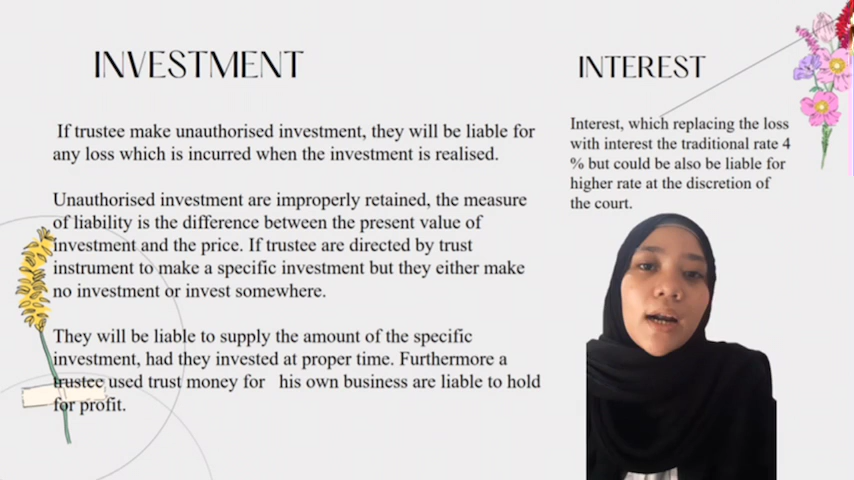 INVESTMENT
If trustee make unauthorised investment, they will be liable for
any loss which is incurred when the investment is realised.
Unauthorised investment are improperly retained, the measure
of liability is the difference between the present value of
investment and the price. If trustee are directed by trust
instrument to make a specific investment but they either make
no investment or invest somewhere.
They will be liable to supply the amount of the specific
investment, had they invested at proper time. Furthermore a
trustee used trust money for his own business are liable to hold
for profit.
INTEREST
Interest, which replacing the loss
with interest the traditional rate 4
% but could be also be liable for
higher rate at the discretion of
the court.